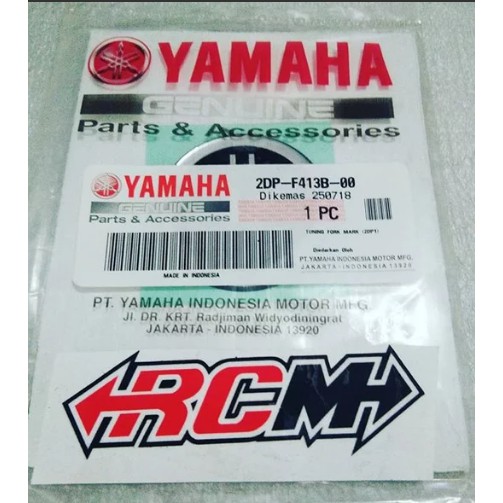 YAMAHA
GENUINE
Parts & Accessories
YAMAHA
GENUINE
Parts & Accessories
2DP-F413B-00
Dikemas 250718
1 PC
TUNING FORK MARK (2DP1)
MADE IN INDONESIA
Diedarkan Oleh
PT.YAMAHA INDONESIA MOTOR MFG.
JAKARTA - INDONESIA 13920
PT. YAMAHA INDONESIA MOTOR MFG
Jl. DR. KRT. Radjiman Widyodiningrat
JAKARTA - INDONESIA 13920
RCM